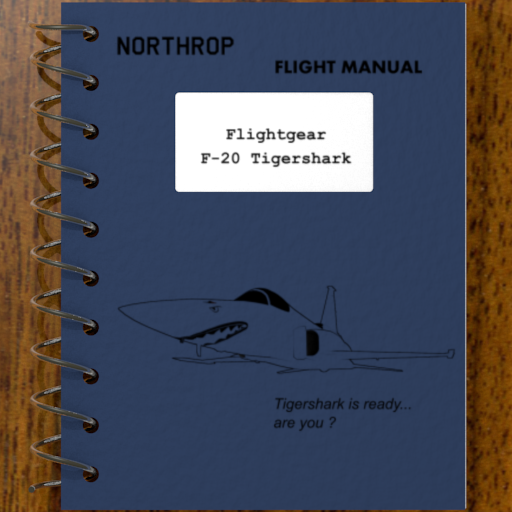 NORTHROP
FLIGHT MANUAL
Flightgear
F-20 Tigershark
Tigershark is ready...
are you ?